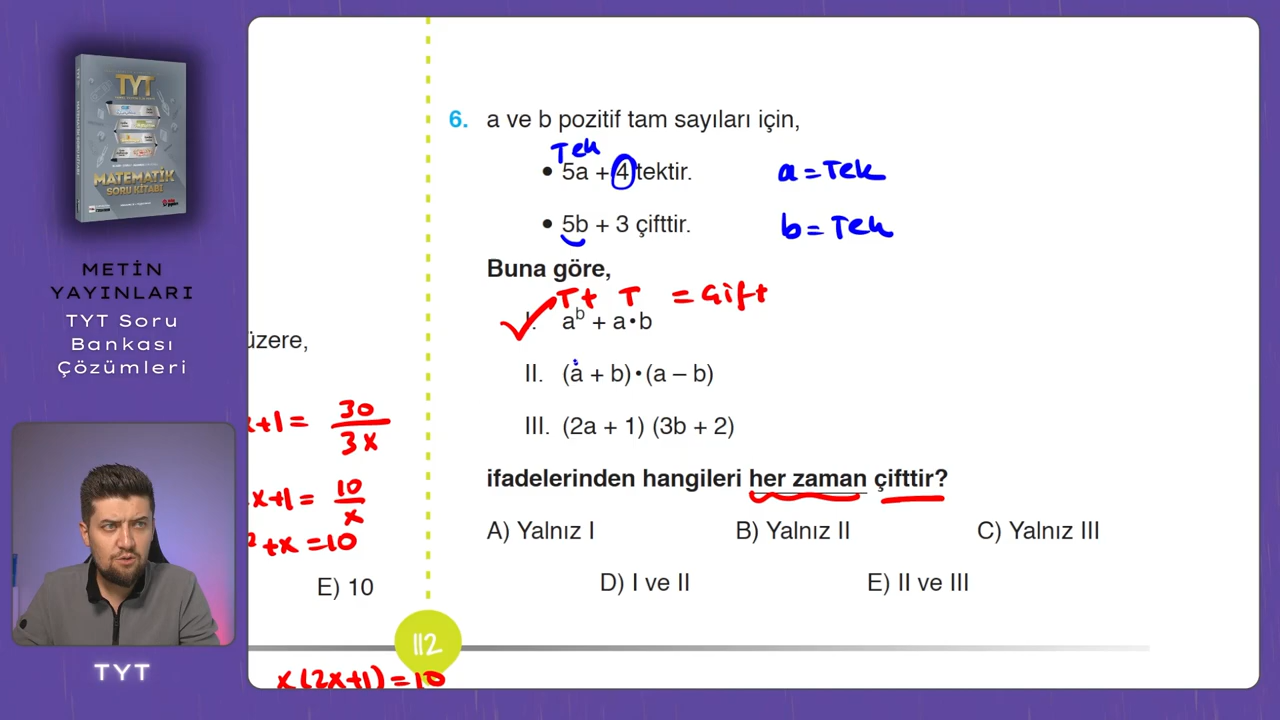 TYT
MATEMATİK
SORU KİTABI
METİN
YAYINLARI
TYT Soru
Bankası
Çözümleri
TYT
üzere,
x+1 = 30/3x
x+1 = 10/x
+x = 10
E) 10
x(2x+1) = 10
112
6. a ve b pozitif tam sayıları için,
Tek
• 5a + 4 tektir. a = Tek
• 5b + 3 çifttir. b = Tek
Buna göre,
T + T = Çift
I. a^b + a·b
II. (a + b)·(a – b)
III. (2a + 1) (3b + 2)
ifadelerinden hangileri her zaman çifttir?
A) Yalnız I B) Yalnız II C) Yalnız III
D) I ve II E) II ve III